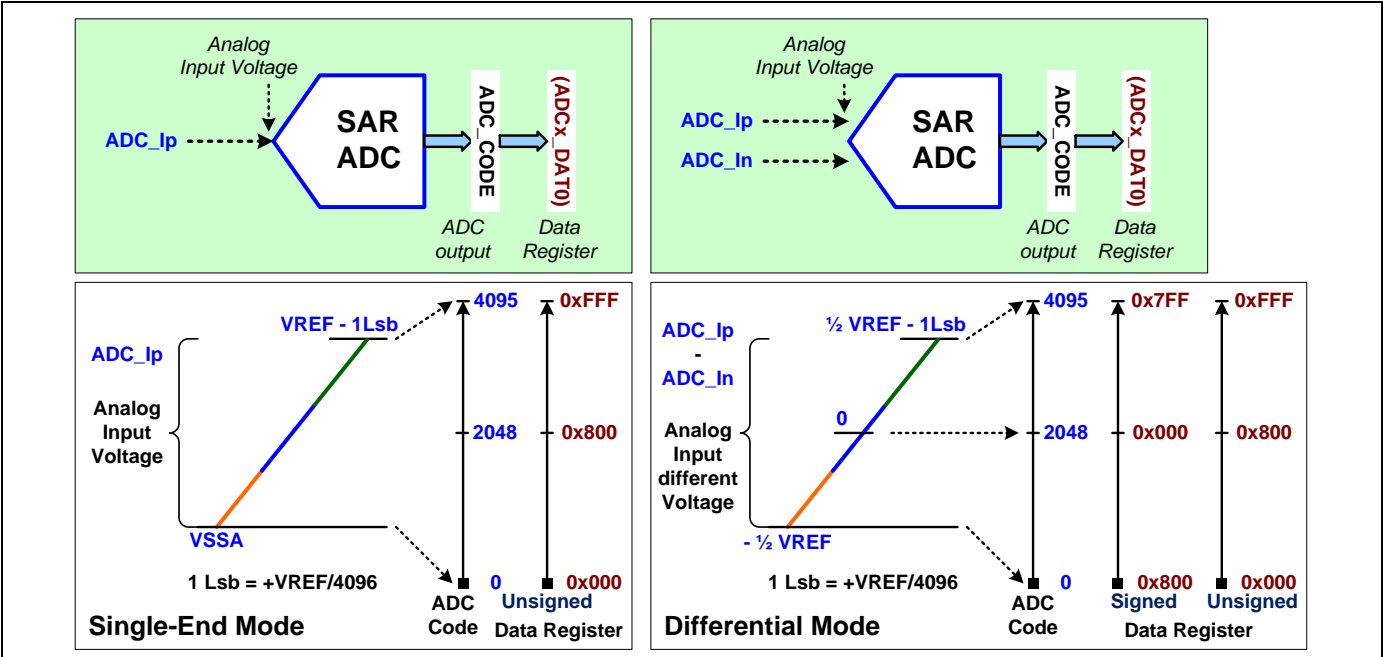 Analog
Input Voltage
ADC_Ip
SAR
ADC
ADC_CODE
(ADCx_DAT0)
ADC
output
Data
Register
Analog
Input Voltage
ADC_Ip
ADC_In
SAR
ADC
ADC_CODE
(ADCx_DAT0)
ADC
output
Data
Register
VREF - 1Lsb
4095
0xFFF
ADC_Ip
Analog
Input
Voltage
2048
0x800
VSSA
1 Lsb = +VREF/4096
0
0x000
ADC
Code
Unsigned
Data Register
Single-End Mode
½ VREF - 1Lsb
4095
0x7FF
0xFFF
ADC_Ip
-
ADC_In
0
Analog
Input
different
Voltage
2048
0x000
0x800
- ½ VREF
1 Lsb = +VREF/4096
0
0x800
0x000
ADC
Code
Signed
Unsigned
Data Register
Differential Mode